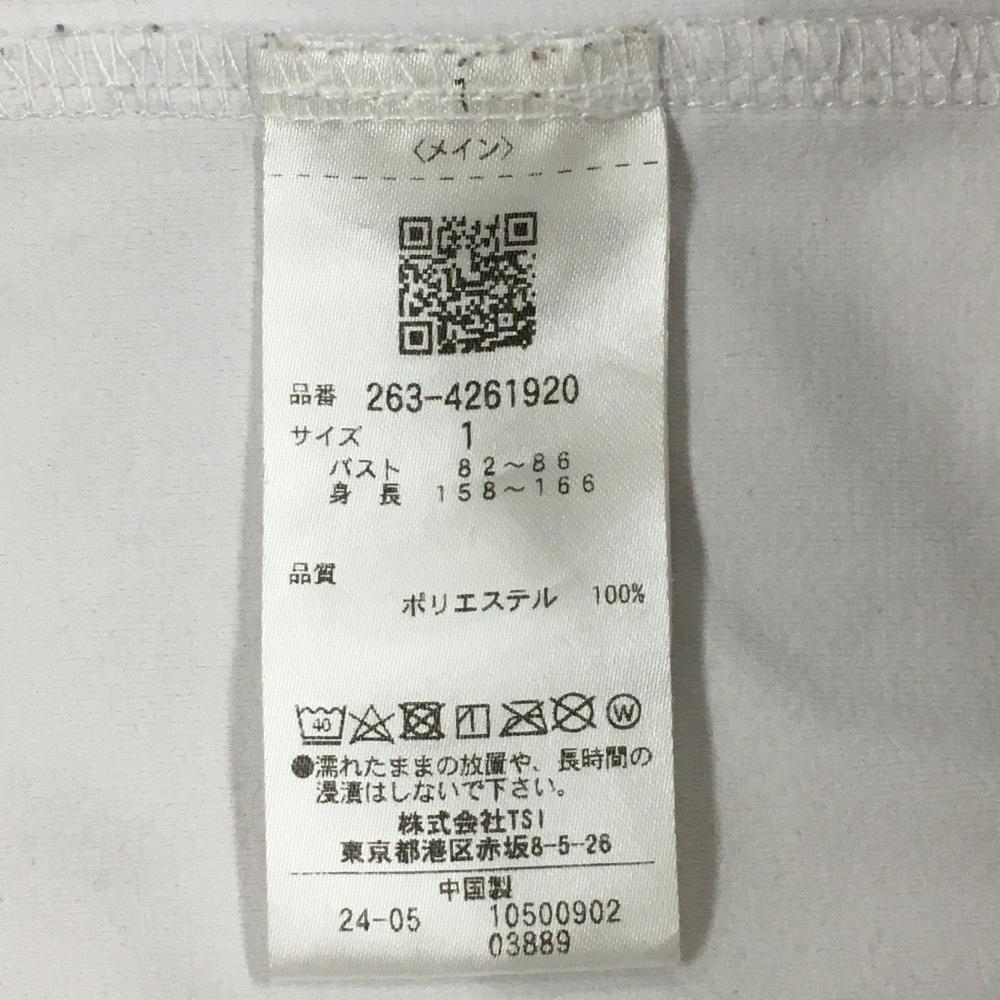 〈メイン〉
品番 263-4261920
サイズ 1
バスト 82～86
身長 158～166
品質
ポリエステル 100%
40
W
●濡れたままの放置や、長時間の
浸漬はしないで下さい。
株式会社TSI
東京都港区赤坂8-5-26
中国製
24-05 10500902
03889